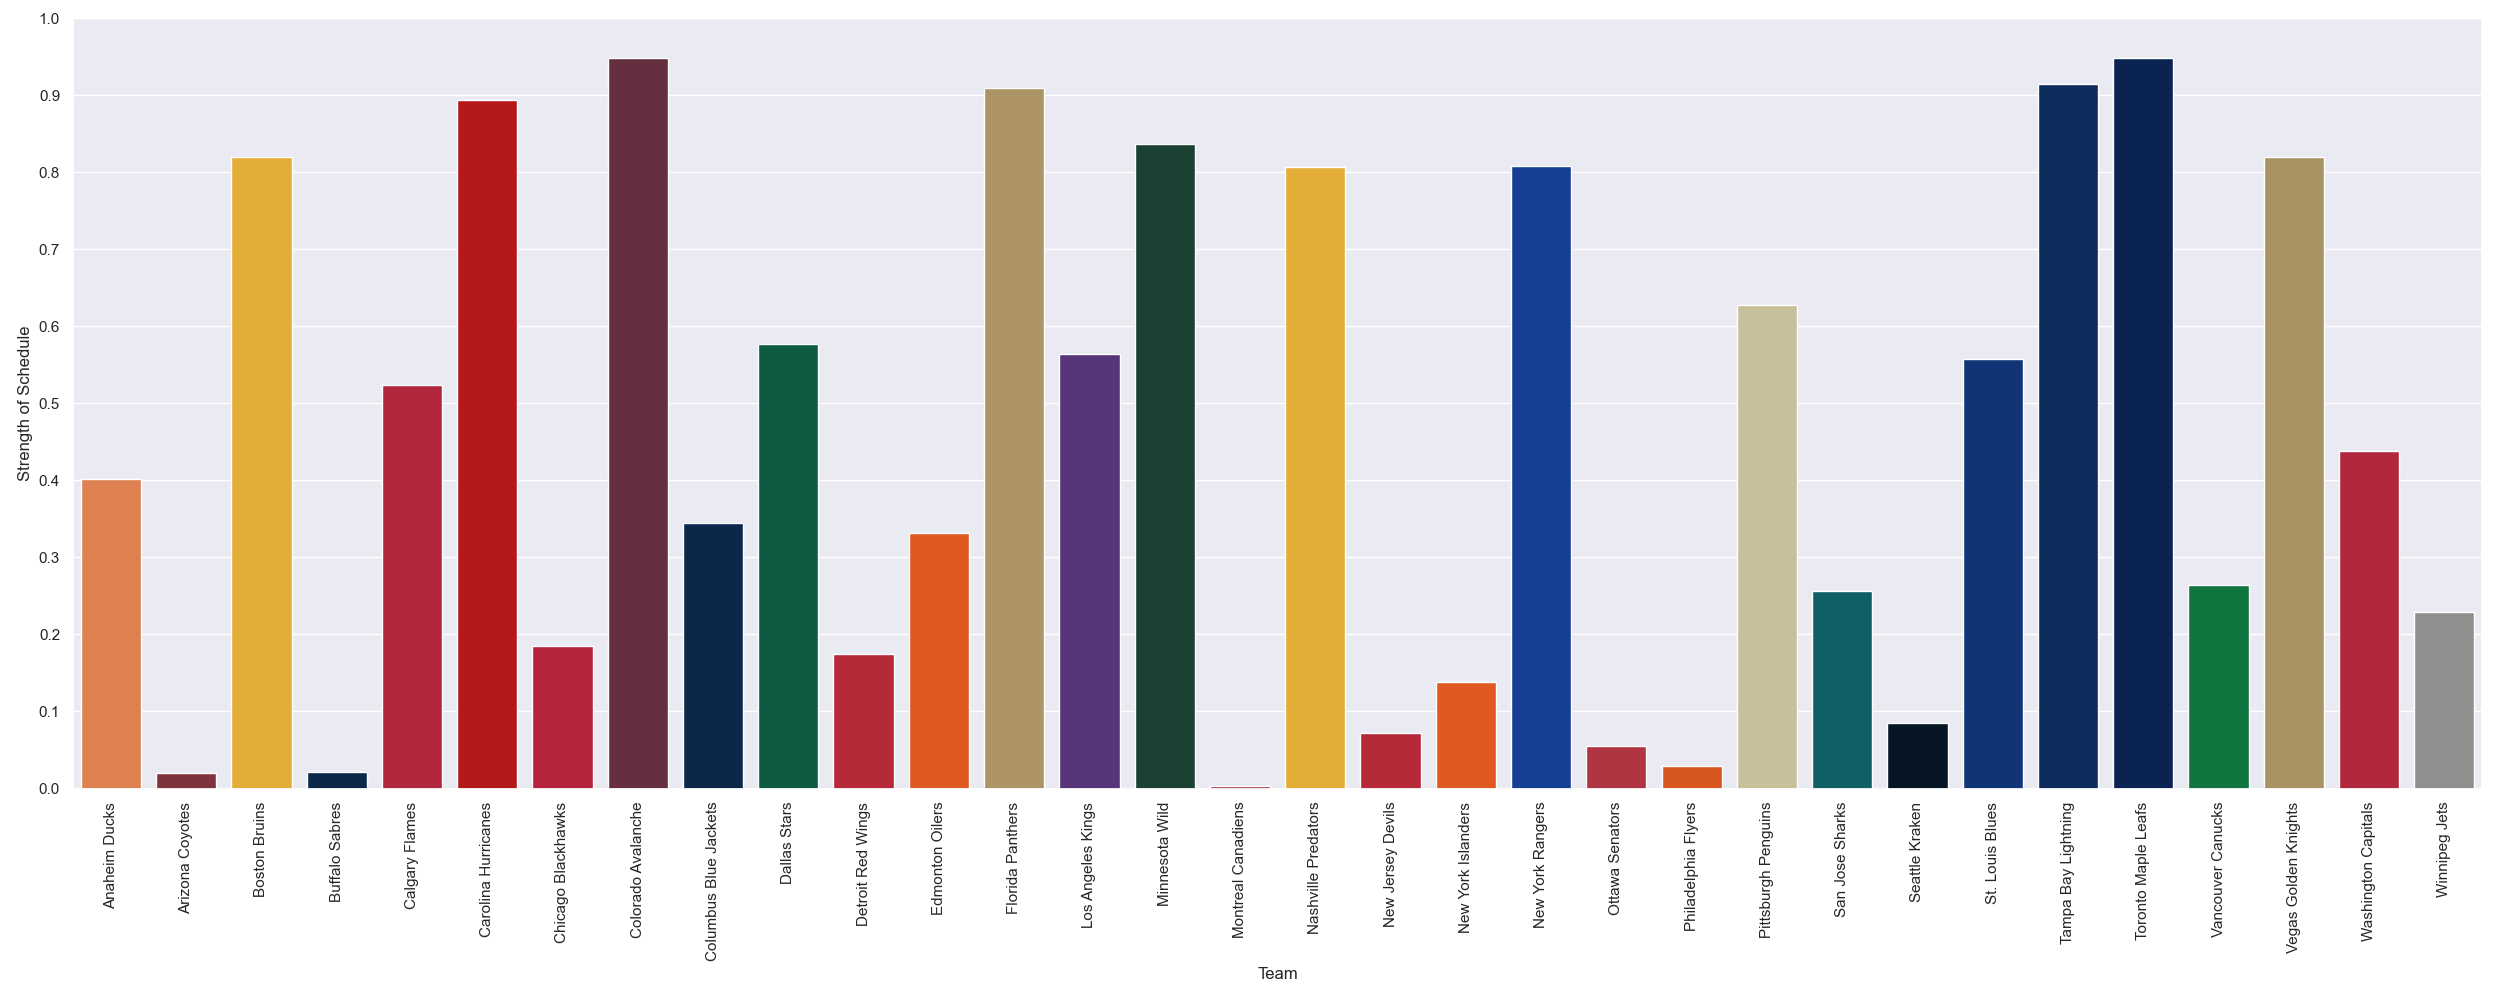 1.0
0.9
0.8
0.7
0.6
0.5
0.4
0.3
0.2
0.1
0.0
Strength of Schedule
Anaheim Ducks
Arizona Coyotes
Boston Bruins
Buffalo Sabres
Calgary Flames
Carolina Hurricanes
Chicago Blackhawks
Colorado Avalanche
Columbus Blue Jackets
Dallas Stars
Detroit Red Wings
Edmonton Oilers
Florida Panthers
Los Angeles Kings
Minnesota Wild
Montreal Canadiens
Nashville Predators
New Jersey Devils
New York Islanders
New York Rangers
Ottawa Senators
Philadelphia Flyers
Pittsburgh Penguins
San Jose Sharks
Seattle Kraken
St. Louis Blues
Tampa Bay Lightning
Toronto Maple Leafs
Vancouver Canucks
Vegas Golden Knights
Washington Capitals
Winnipeg Jets
Team